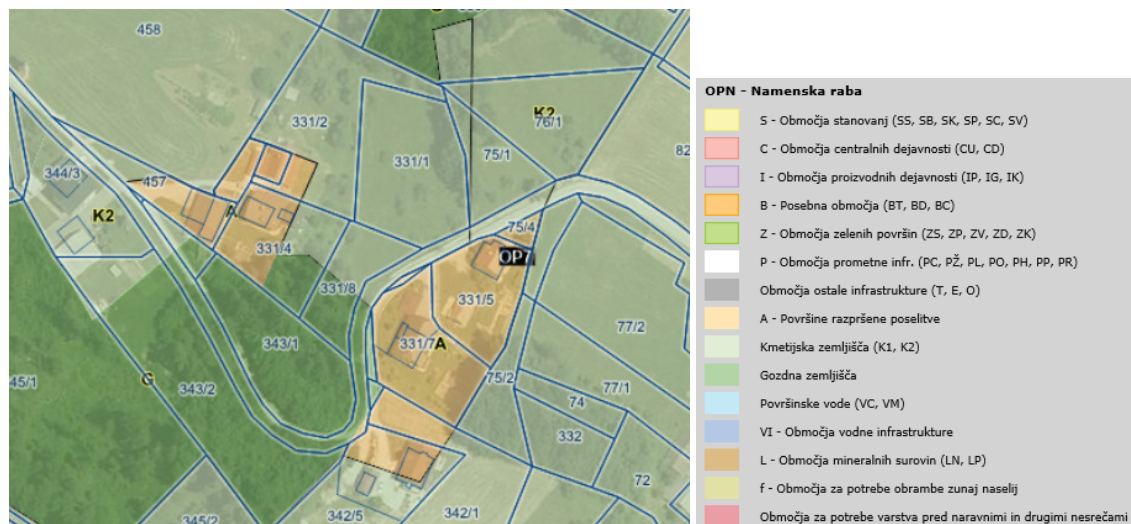 458
K2
76/1
331/2
75/1
331/1
82
344/3
457
K2
A
331/4
75/4
OP7
331/8
331/5
77/2
343/1
331/7
A
45/1
G
343/2
75/2
77/1
74
332
72
345/2
342/5
342/1
OPN - Namenska raba
S - Območja stanovanj (SS, SB, SK, SP, SC, SV)
C - Območja centralnih dejavnosti (CU, CD)
I - Območja proizvodnih dejavnosti (IP, IG, IK)
B - Posebna območja (BT, BD, BC)
Z - Območja zelenih površin (ZS, ZP, ZV, ZD, ZK)
P - Območja prometne infr. (PC, PŽ, PL, PO, PH, PP, PR)
Območja ostale infrastrukture (T, E, O)
A - Površine razpršene poselitve
Kmetijska zemljišča (K1, K2)
Gozdna zemljišča
Površinske vode (VC, VM)
VI - Območja vodne infrastrukture
L - Območja mineralnih surovin (LN, LP)
f - Območja za potrebe obrambe zunaj naselij
Območja za potrebe varstva pred naravnimi in drugimi nesrečami